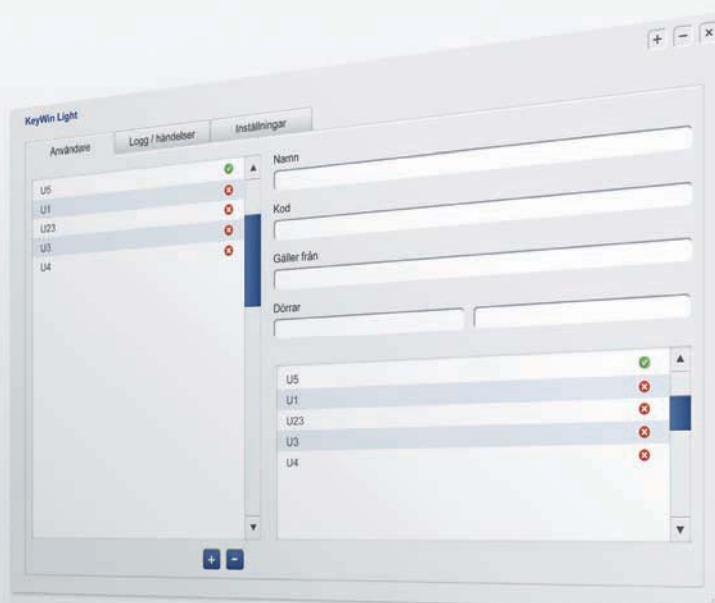 KeyWin Light
Användare
Logg / händelser
Inställningar
U5
U1
U23
U3
U4
Namn
Kod
Gäller från
Dörrar
U5
U1
U23
U3
U4